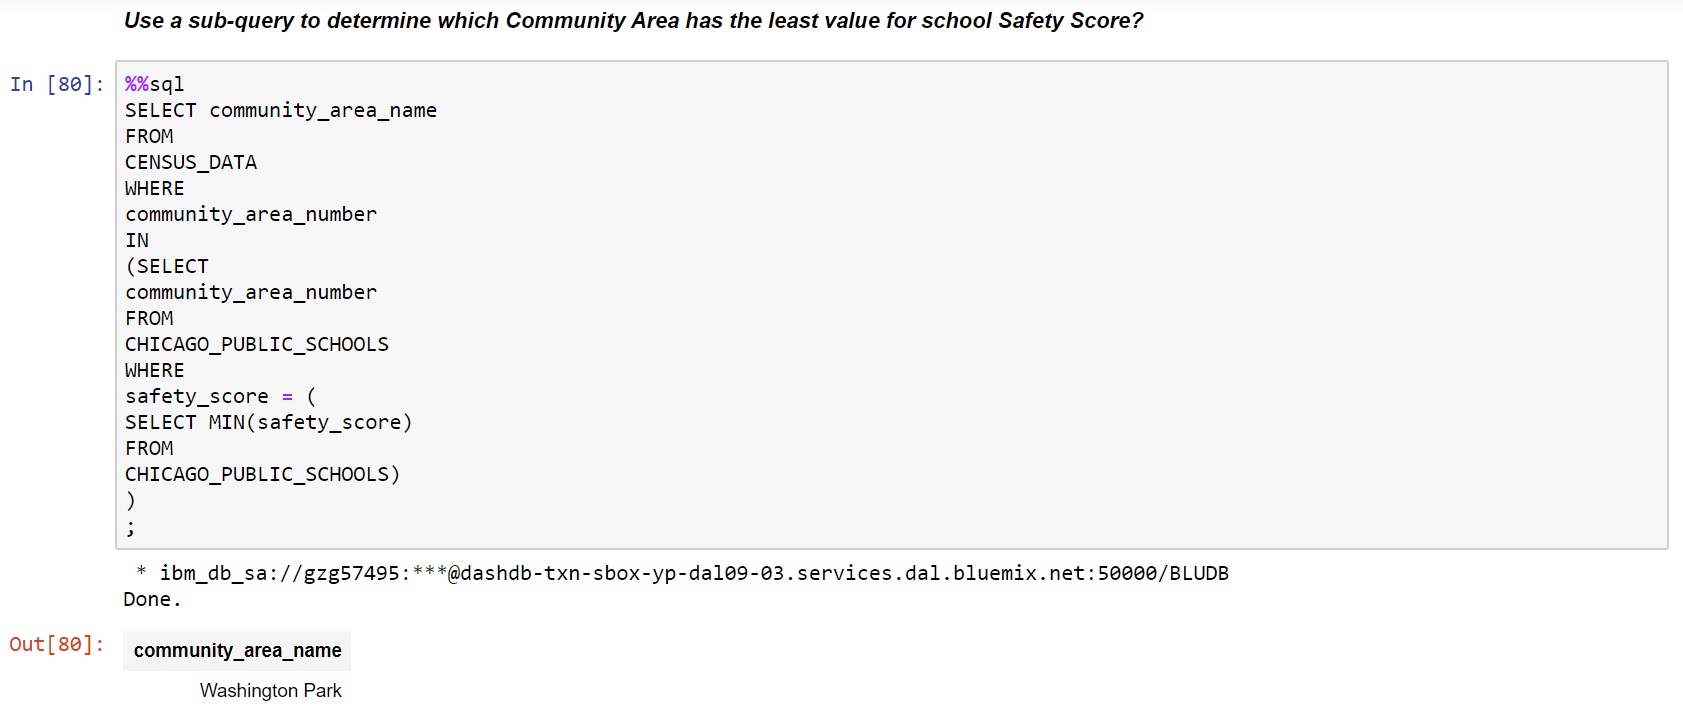 Use a sub-query to determine which Community Area has the least value for school Safety Score?
In [80]:
%%sql
SELECT community_area_name
FROM
CENSUS_DATA
WHERE
community_area_number
IN
(SELECT
community_area_number
FROM
CHICAGO_PUBLIC_SCHOOLS
WHERE
safety_score = (
SELECT MIN(safety_score)
FROM
CHICAGO_PUBLIC_SCHOOLS)
)
;
* ibm_db_sa://gzg57495:***@dashdb-txn-sbox-yp-dal09-03.services.dal.bluemix.net:50000/BLUDB
Done.
Out[80]:
community_area_name
Washington Park